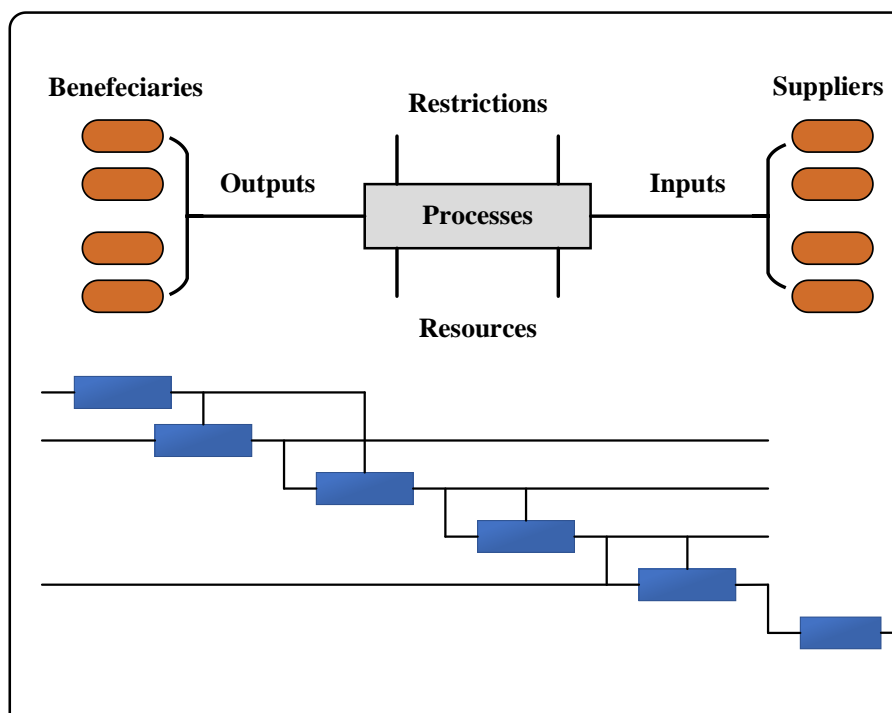 Benefeciaries
Suppliers
Restrictions
Outputs
Inputs
Processes
Resources